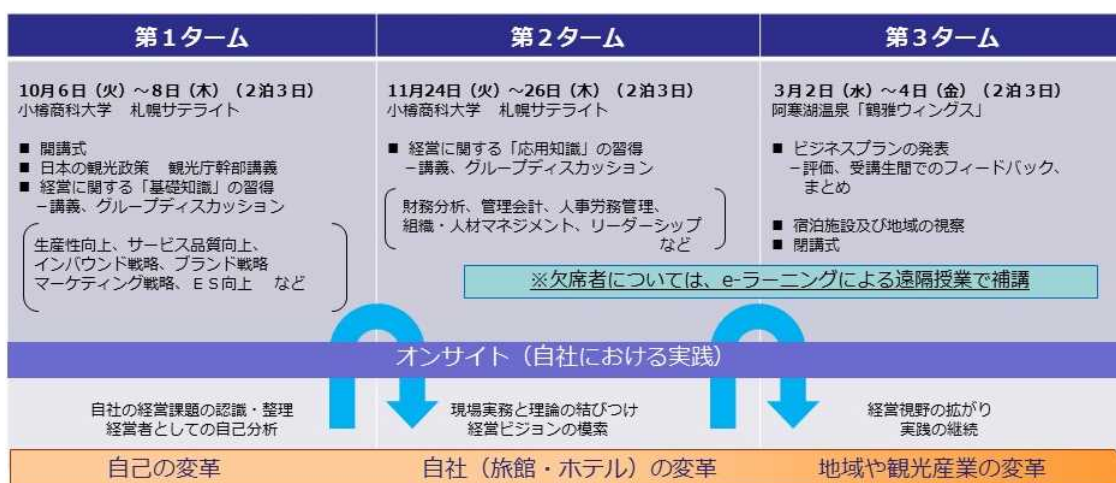 第１ターム
10月６日（火）～８日（木）（２泊３日）
小樽商科大学　札幌サテライト
■ 開講式
■ 日本の観光政策　観光庁幹部講義
■ 経営に関する「基礎知識」の習得
－講義、グループディスカッション
生産性向上、サービス品質向上、
インバウンド戦略、ブランド戦略
マーケティング戦略、ＥＳ向上　など
第２ターム
11月24日（火）～26日（木）（２泊３日）
小樽商科大学　札幌サテライト
■ 経営に関する「応用知識」の習得
－講義、グループディスカッション
財務分析、管理会計、人事労務管理、
組織・人材マネジメント、リーダーシップ
など
第３ターム
３月２日（水）～４日（金）（２泊３日）
阿寒湖温泉「鶴雅ウィングス」
■ ビジネスプランの発表
－評価、受講生間でのフィードバック、
まとめ
■ 宿泊施設及び地域の視察
■ 閉講式
※欠席者については、e-ラーニングによる遠隔授業で補講
オンサイト（自社における実践）
自社の経営課題の認識・整理
経営者としての自己分析
現場実務と理論の結びつけ
経営ビジョンの模索
経営視野の拡がり
実践の継続
自己の変革
自社（旅館・ホテル）の変革
地域や観光産業の変革